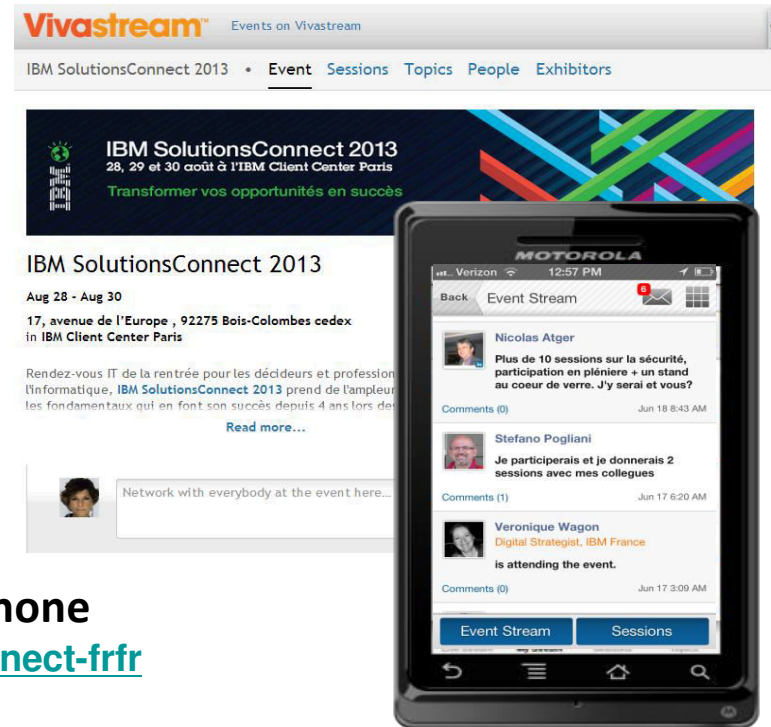 Vivastream™ Events on Vivastream
IBM SolutionsConnect 2013 • Event Sessions Topics People Exhibitors
IBM
IBM SolutionsConnect 2013
28, 29 et 30 août à l'IBM Client Center Paris
Transformer vos opportunités en succès
IBM SolutionsConnect 2013
Aug 28 - Aug 30
17, avenue de l'Europe , 92275 Bois-Colombes cedex
in IBM Client Center Paris
Rendez-vous IT de la rentrée pour les décideurs et profession
l'informatique, IBM SolutionsConnect 2013 prend de l'ampleur
les fondamentaux qui en font son succès depuis 4 ans lors des
Read more...
Network with everybody at the event here...
MOTOROLA
Verizon 12:57 PM
Back Event Stream 6
Nicolas Atger
Plus de 10 sessions sur la sécurité,
participation en pléniere + un stand
au coeur de verre. J'y serai et vous?
Comments (0) Jun 18 8:43 AM
Stefano Pogliani
Je participerais et je donnerais 2
sessions avec mes collegues
Comments (1) Jun 17 6:20 AM
Veronique Wagon
Digital Strategist, IBM France
is attending the event.
Comments (0) Jun 17 3:09 AM
Event Stream Sessions
hone
nect-frfr